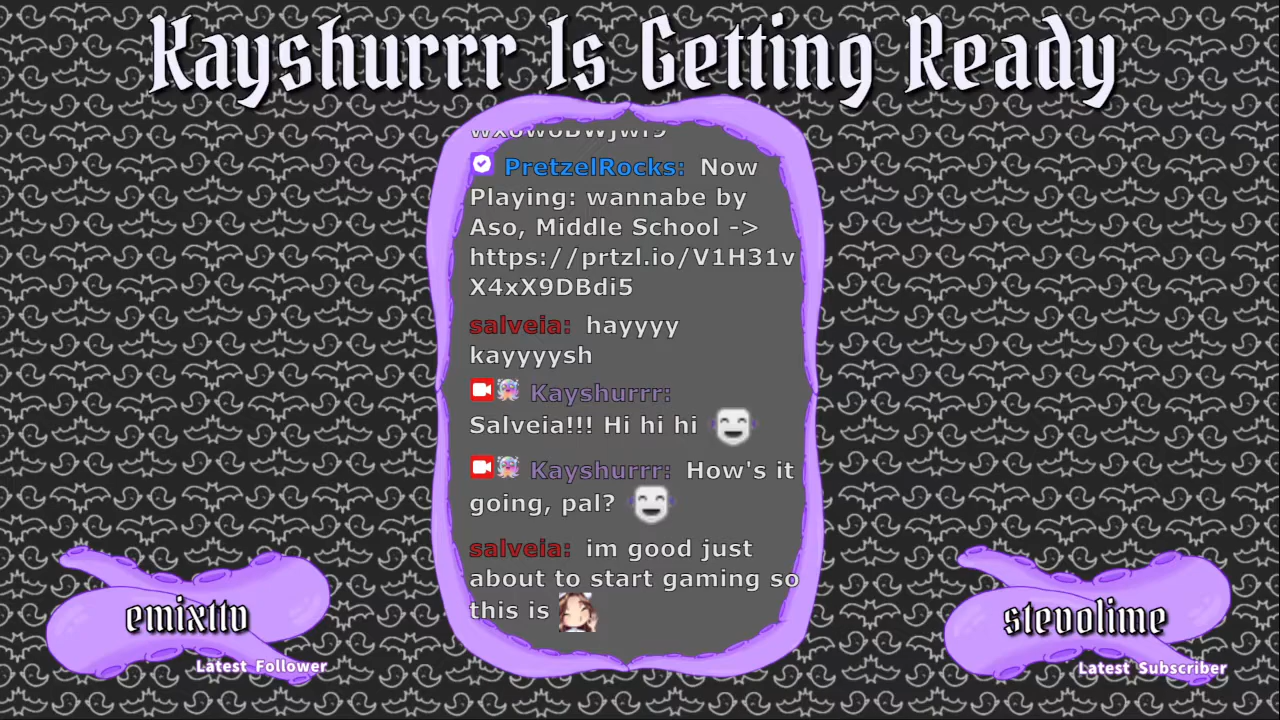 Kayshurrr Is Getting Ready
PretzelRocks: Now
Playing: wannabe by
Aso, Middle School ->
https://prtzl.io/V1H31v
X4xX9DBdi5
salveia: hayyyy
kayyyysh
Kayshurrr:
Salveia!!! Hi hi hi
Kayshurrr: How's it
going, pal?
salveia: im good just
about to start gaming so
this is
emixttv
Latest Follower
stevolime
Latest Subscriber